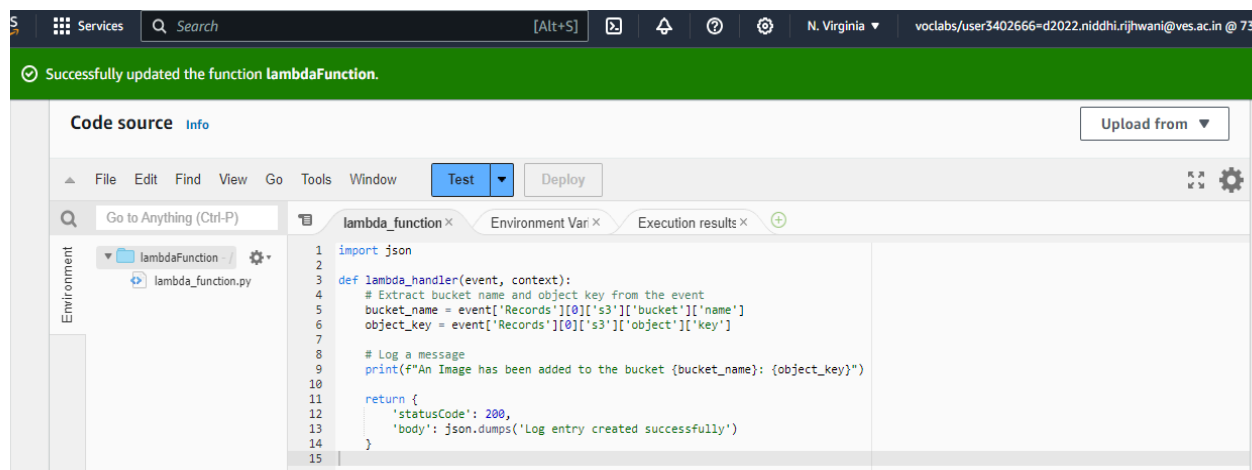 Services Search [Alt+S] N. Virginia ▼ voclabs/user3402666=d2022.niddhi.rijhwani@ves.ac.in @ 73
Successfully updated the function lambdaFunction.
Code source Info Upload from ▼
File Edit Find View Go Tools Window Test Deploy
Go to Anything (Ctrl-P) lambda_function × Environment Vari × Execution results ×
Environment
lambdaFunction - /
lambda_function.py
1 import json
2
3 def lambda_handler(event, context):
4     # Extract bucket name and object key from the event
5     bucket_name = event['Records'][0]['s3']['bucket']['name']
6     object_key = event['Records'][0]['s3']['object']['key']
7
8     # Log a message
9     print(f"An Image has been added to the bucket {bucket_name}: {object_key}")
10
11     return {
12         'statusCode': 200,
13         'body': json.dumps('Log entry created successfully')
14     }
15